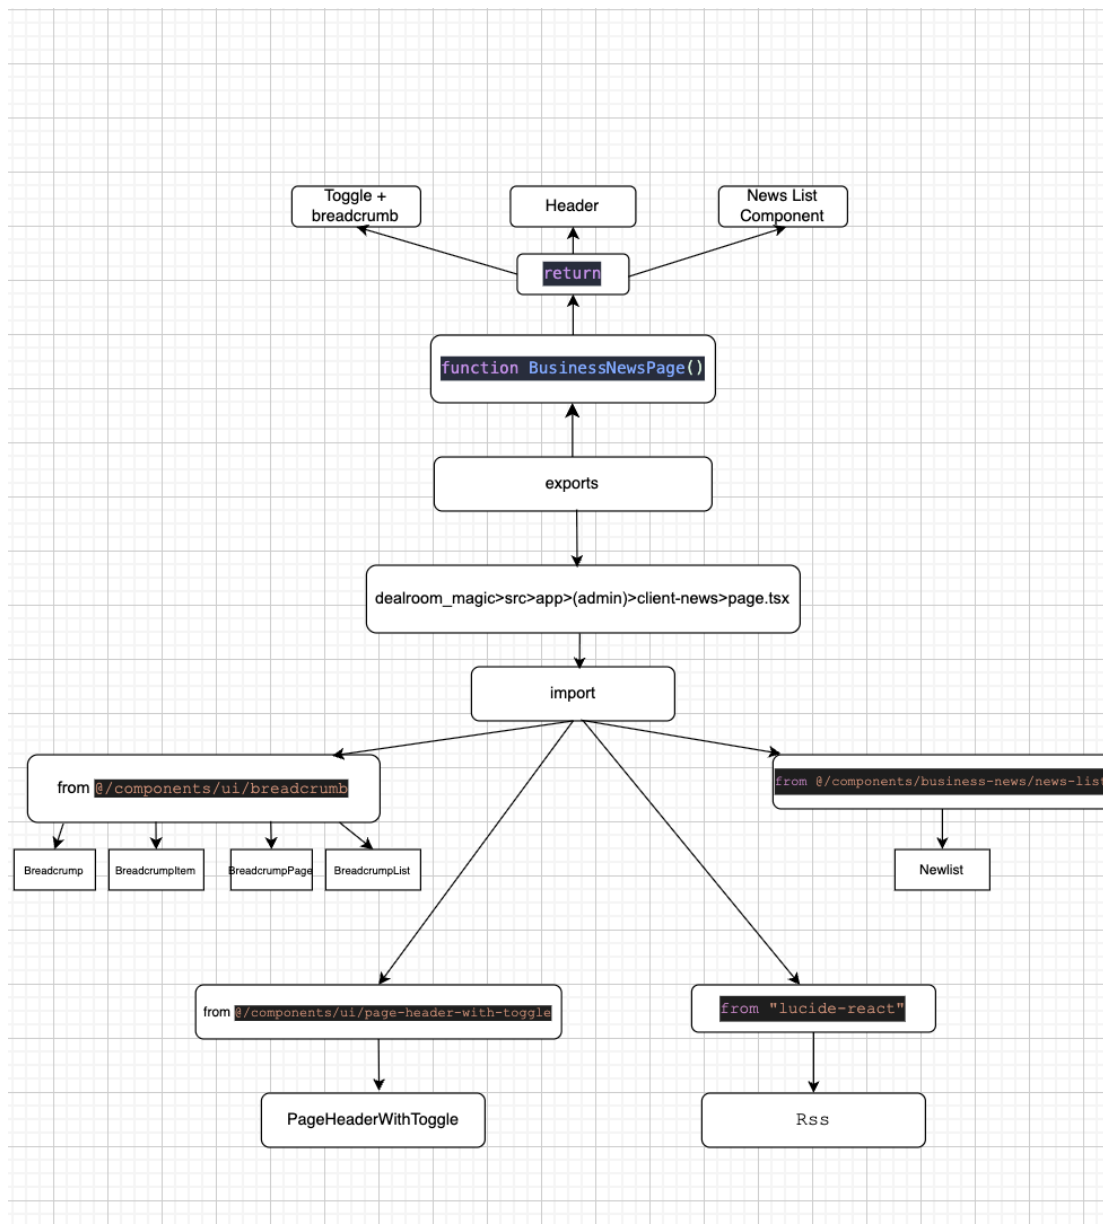 Toggle +
breadcrumb
Header
News List
Component
return
function BusinessNewsPage()
exports
dealroom_magic>src>app>(admin)>client-news>page.tsx
import
from @/components/ui/breadcrumb
from @/components/business-news/news-list
Breadcrump
BreadcrumpItem
BreadcrumpPage
BreadcrumpList
Newlist
from @/components/ui/page-header-with-toggle
from "lucide-react"
PageHeaderWithToggle
Rss